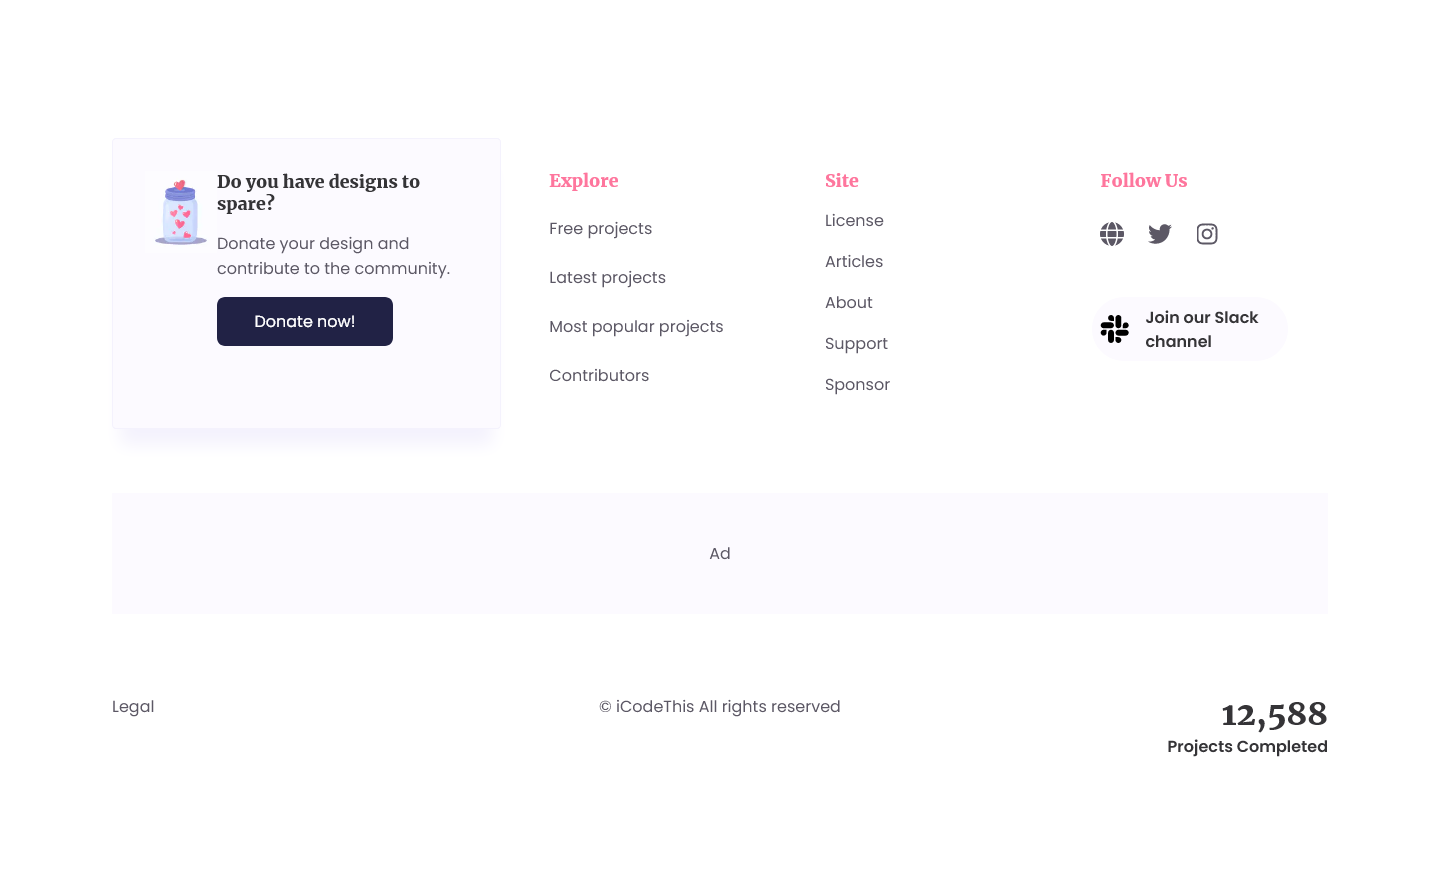 Do you have designs to
spare?
Donate your design and
contribute to the community.
Donate now!
Explore
Free projects
Latest projects
Most popular projects
Contributors
Site
License
Articles
About
Support
Sponsor
Follow Us
Join our Slack
channel
Ad
Legal
© iCodeThis All rights reserved
12,588
Projects Completed